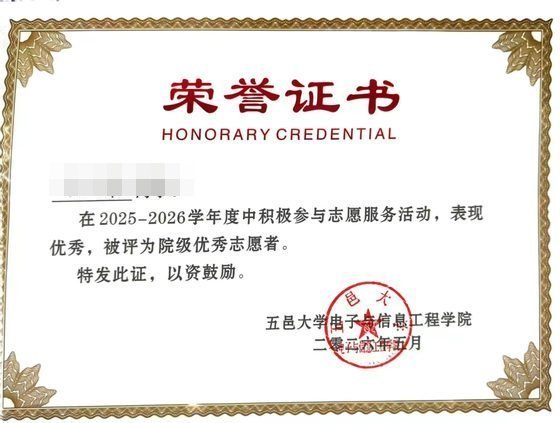 荣誉证书
HONORARY CREDENTIAL
在2025-2026学年度中积极参与志愿服务活动，表现
优秀，被评为院级优秀志愿者。
特发此证，以资鼓励。
五邑大学电子与信息工程学院
二零二六年五月